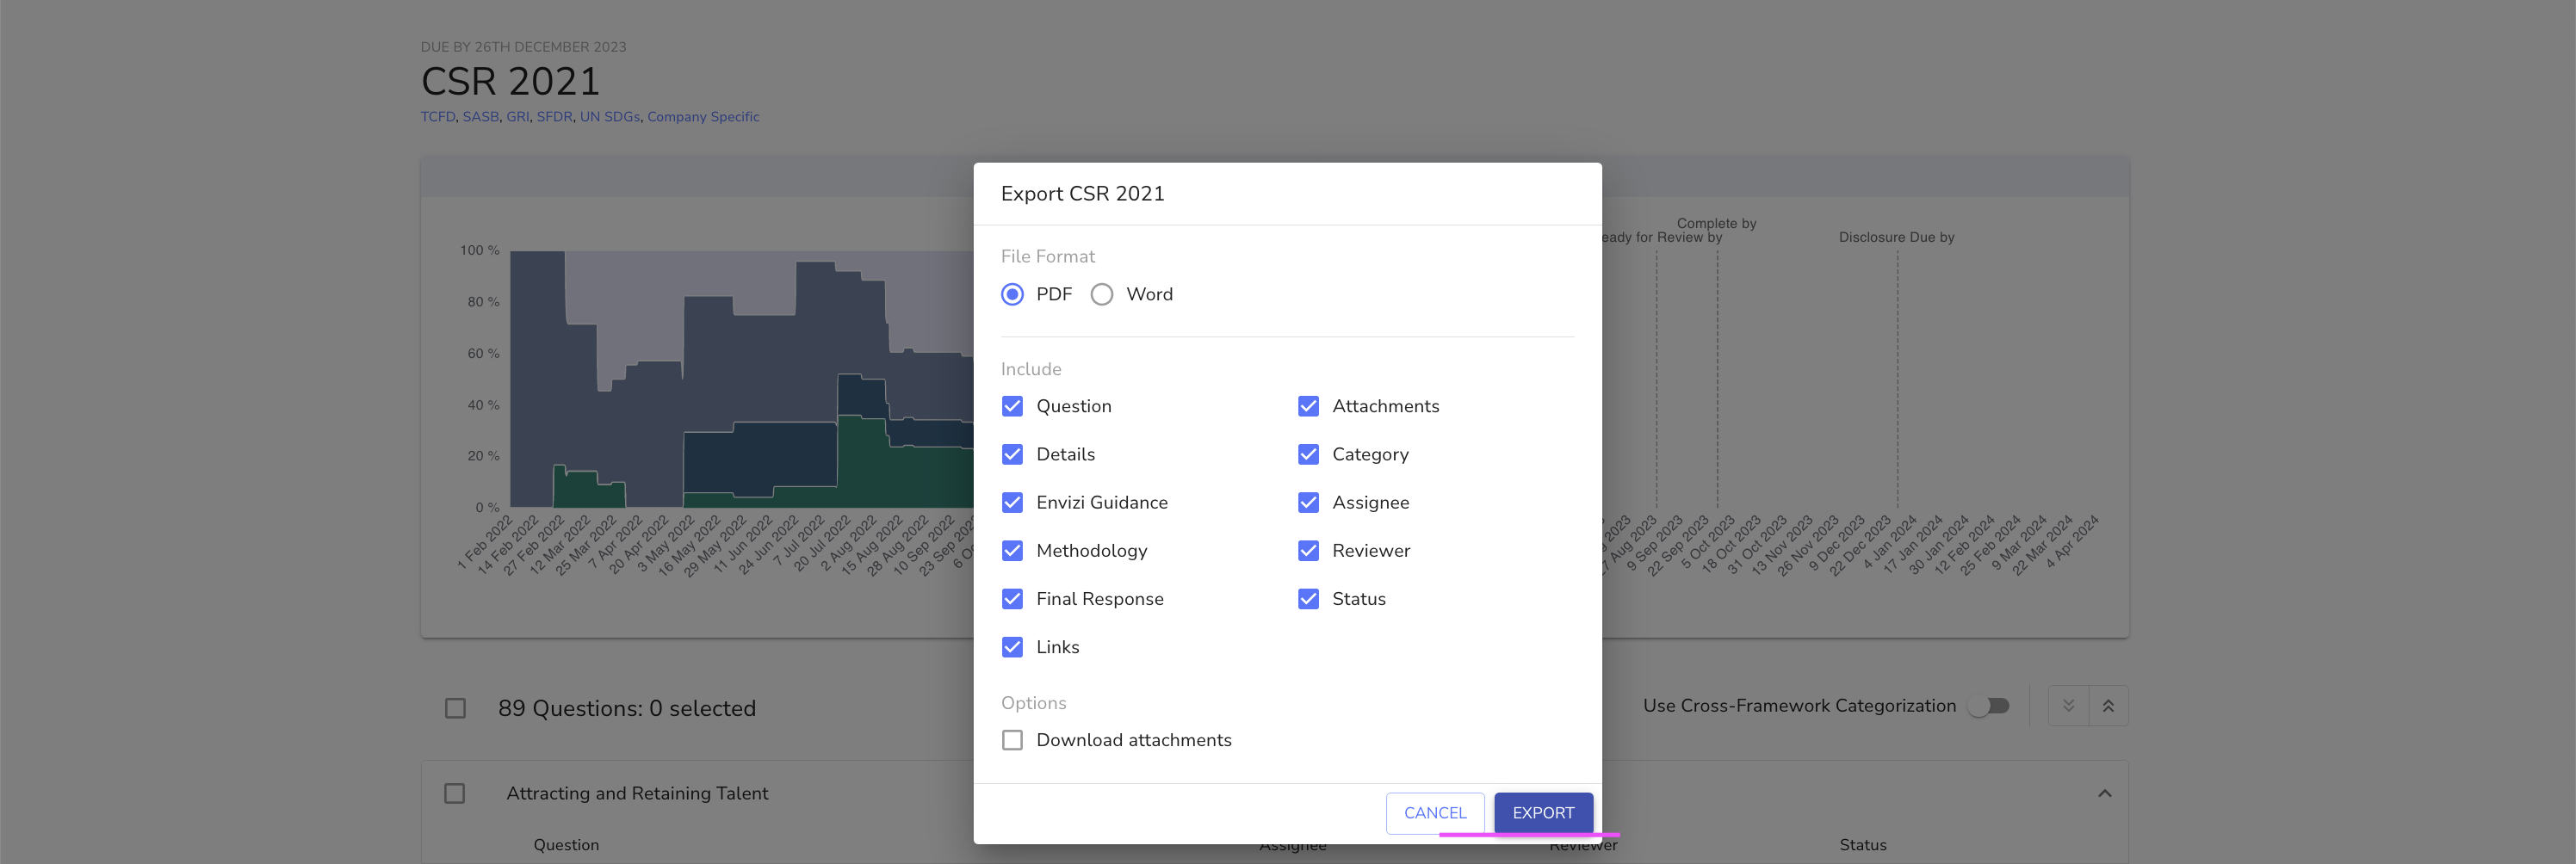 DUE BY 26TH DECEMBER 2023
CSR 2021
TCFD, SASB, GRI, SFDR, UN SDGs, Company Specific
Export CSR 2021
File Format
PDF
Word
Include
Question
Attachments
Details
Category
Envizi Guidance
Assignee
Methodology
Reviewer
Final Response
Status
Links
Options
Download attachments
CANCEL
EXPORT
100 %
80 %
60 %
40 %
20 %
0 %
1 Feb 2022
14 Feb 2022
27 Feb 2022
12 Mar 2022
25 Mar 2022
7 Apr 2022
20 Apr 2022
3 May 2022
16 May 2022
29 May 2022
11 Jun 2022
24 Jun 2022
7 Jul 2022
20 Jul 2022
2 Aug 2022
15 Aug 2022
28 Aug 2022
10 Sep 2022
23 Sep 2022
Complete by
eady for Review by
Disclosure Due by
27 Aug 2023
9 Sep 2023
22 Sep 2023
5 Oct 2023
18 Oct 2023
31 Oct 2023
13 Nov 2023
26 Nov 2023
9 Dec 2023
22 Dec 2023
4 Jan 2024
17 Jan 2024
30 Jan 2024
12 Feb 2024
25 Feb 2024
9 Mar 2024
22 Mar 2024
4 Apr 2024
89 Questions: 0 selected
Use Cross-Framework Categorization
Attracting and Retaining Talent
Question
Assignee
Reviewer
Status